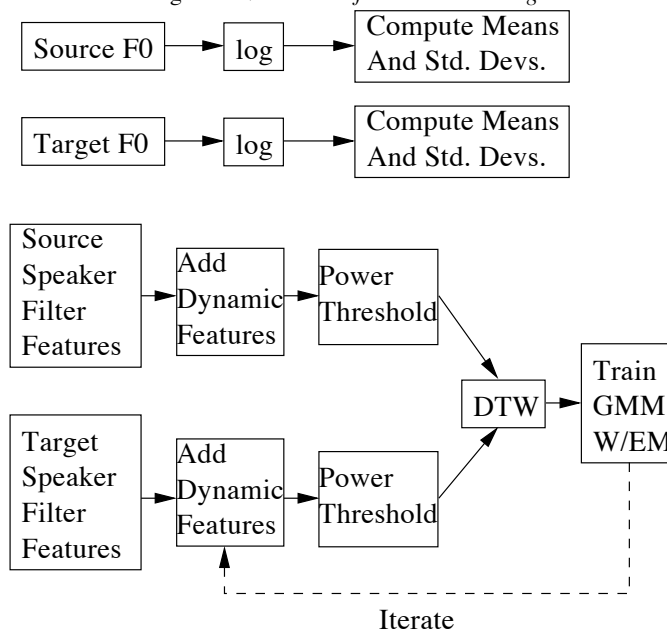 Source F0
log
Compute Means
And Std. Devs.
Target F0
log
Compute Means
And Std. Devs.
Source
Speaker
Filter
Features
Add
Dynamic
Features
Power
Threshold
Target
Speaker
Filter
Features
Add
Dynamic
Features
Power
Threshold
DTW
Train
GMM
W/EM
Iterate